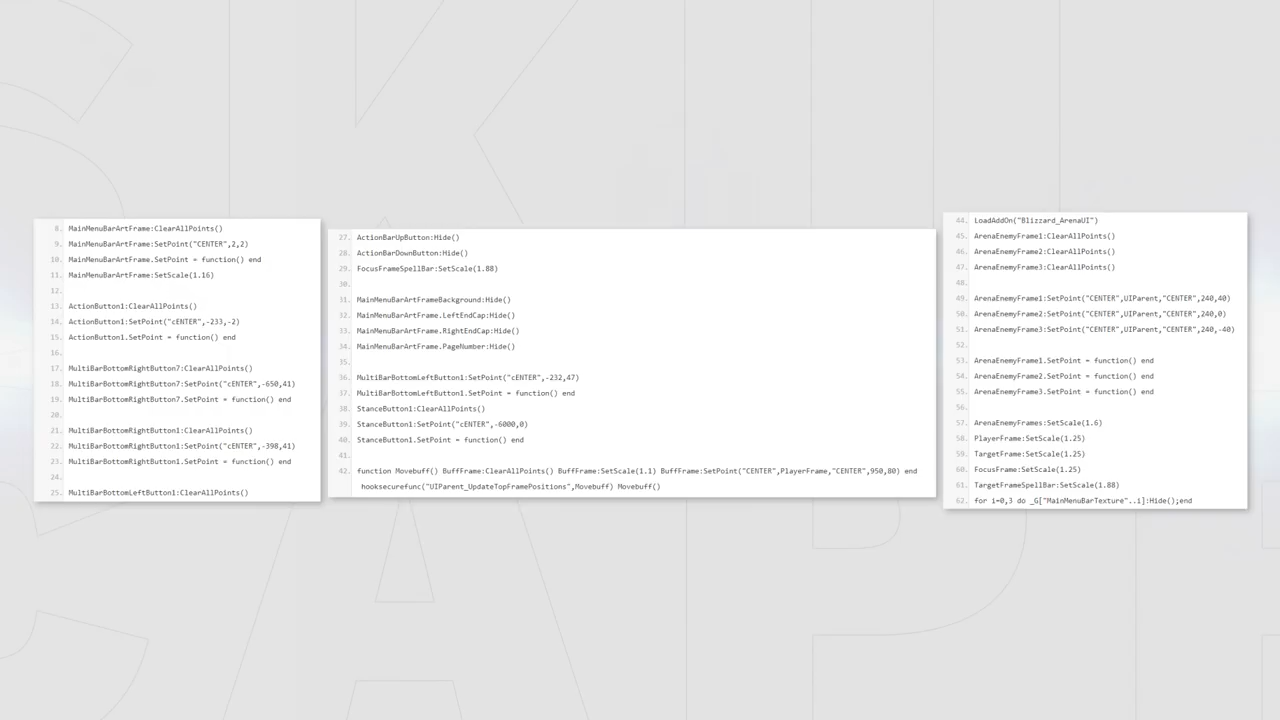 8. MainMenuBarArtFrame:ClearAllPoints()
9. MainMenuBarArtFrame:SetPoint("CENTER",2,2)
10. MainMenuBarArtFrame.SetPoint = function() end
11. MainMenuBarArtFrame:SetScale(1.16)
12.
13. ActionButton1:ClearAllPoints()
14. ActionButton1:SetPoint("cENTER",-233,-2)
15. ActionButton1.SetPoint = function() end
16.
17. MultiBarBottomRightButton7:ClearAllPoints()
18. MultiBarBottomRightButton7:SetPoint("cENTER",-650,41)
19. MultiBarBottomRightButton7.SetPoint = function() end
20.
21. MultiBarBottomRightButton1:ClearAllPoints()
22. MultiBarBottomRightButton1:SetPoint("cENTER",-398,41)
23. MultiBarBottomRightButton1.SetPoint = function() end
24.
25. MultiBarBottomLeftButton1:ClearAllPoints()
27. ActionBarUpButton:Hide()
28. ActionBarDownButton:Hide()
29. FocusFrameSpellBar:SetScale(1.88)
30.
31. MainMenuBarArtFrameBackground:Hide()
32. MainMenuBarArtFrame.LeftEndCap:Hide()
33. MainMenuBarArtFrame.RightEndCap:Hide()
34. MainMenuBarArtFrame.PageNumber:Hide()
35.
36. MultiBarBottomLeftButton1:SetPoint("cENTER",-232,47)
37. MultiBarBottomLeftButton1.SetPoint = function() end
38. StanceButton1:ClearAllPoints()
39. StanceButton1:SetPoint("cENTER",-6000,0)
40. StanceButton1.SetPoint = function() end
41.
42. function Movebuff() BuffFrame:ClearAllPoints() BuffFrame:SetScale(1.1) BuffFrame:SetPoint("CENTER",PlayerFrame,"CENTER",950,80) end
hooksecurefunc("UIParent_UpdateTopFramePositions",Movebuff) Movebuff()
44. LoadAddOn("Blizzard_ArenaUI")
45. ArenaEnemyFrame1:ClearAllPoints()
46. ArenaEnemyFrame2:ClearAllPoints()
47. ArenaEnemyFrame3:ClearAllPoints()
48.
49. ArenaEnemyFrame1:SetPoint("CENTER",UIParent,"CENTER",240,40)
50. ArenaEnemyFrame2:SetPoint("CENTER",UIParent,"CENTER",240,0)
51. ArenaEnemyFrame3:SetPoint("CENTER",UIParent,"CENTER",240,-40)
52.
53. ArenaEnemyFrame1.SetPoint = function() end
54. ArenaEnemyFrame2.SetPoint = function() end
55. ArenaEnemyFrame3.SetPoint = function() end
56.
57. ArenaEnemyFrames:SetScale(1.6)
58. PlayerFrame:SetScale(1.25)
59. TargetFrame:SetScale(1.25)
60. FocusFrame:SetScale(1.25)
61. TargetFrameSpellBar:SetScale(1.88)
62. for i=0,3 do _G["MainMenuBarTexture"..i]:Hide();end